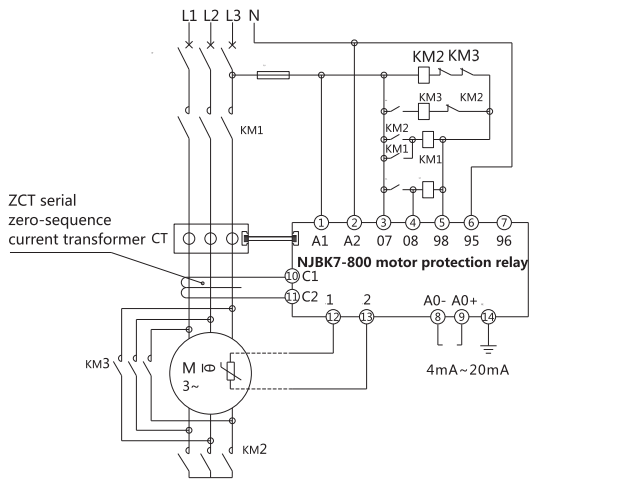 L1 L2 L3 N
KM2 KM3
KM3 KM2
KM1
KM2
KM1
KM1
ZCT serial
zero-sequence
current transformer CT
1 2 3 4 5 6 7
A1 A2 07 08 98 95 96
NJBK7-800 motor protection relay
10 C1
11 C2
1 2 A0- A0+
12 13 8 9 14
KM3
M
3~
4mA~20mA
KM2